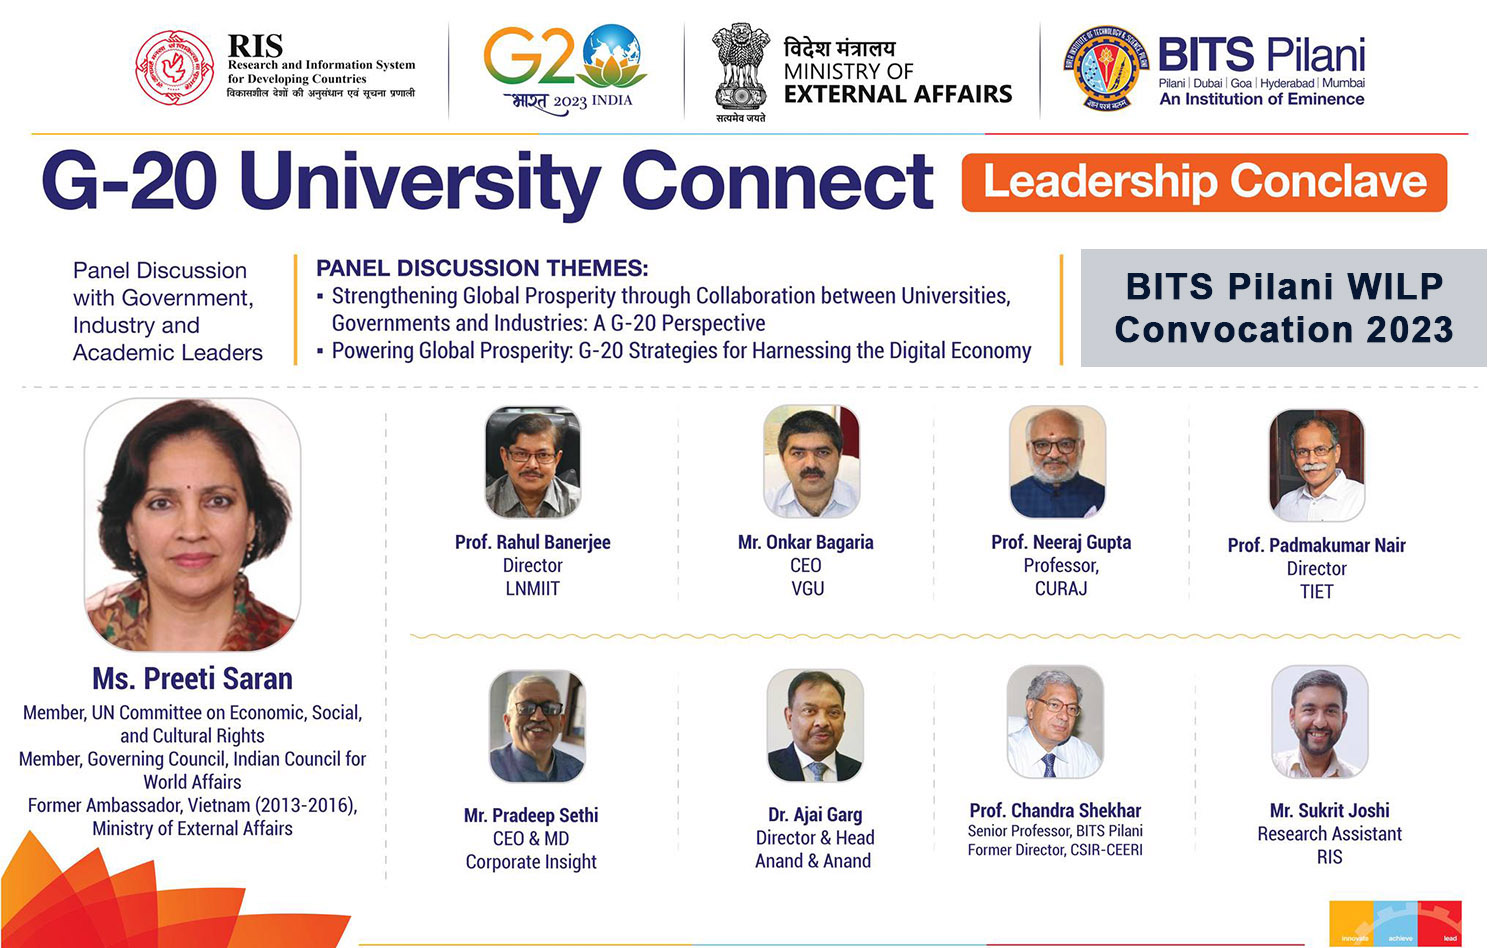 RIS
Research and Information System
for Developing Countries
विकासशील देशों की अनुसंधान एवं सूचना प्रणाली
G20
भारत 2023 INDIA
सत्यमेव जयते
विदेश मंत्रालय
MINISTRY OF
EXTERNAL AFFAIRS
BITS Pilani
Pilani | Dubai | Goa | Hyderabad | Mumbai
An Institution of Eminence
G-20 University Connect
Leadership Conclave
Panel Discussion
with Government,
Industry and
Academic Leaders
PANEL DISCUSSION THEMES:
▪ Strengthening Global Prosperity through Collaboration between Universities,
Governments and Industries: A G-20 Perspective
▪ Powering Global Prosperity: G-20 Strategies for Harnessing the Digital Economy
BITS Pilani WILP
Convocation 2023
Ms. Preeti Saran
Member, UN Committee on Economic, Social,
and Cultural Rights
Member, Governing Council, Indian Council for
World Affairs
Former Ambassador, Vietnam (2013-2016),
Ministry of External Affairs
Prof. Rahul Banerjee
Director
LNMIIT
Mr. Onkar Bagaria
CEO
VGU
Prof. Neeraj Gupta
Professor,
CURAJ
Prof. Padmakumar Nair
Director
TIET
Mr. Pradeep Sethi
CEO & MD
Corporate Insight
Dr. Ajai Garg
Director & Head
Anand & Anand
Prof. Chandra Shekhar
Senior Professor, BITS Pilani
Former Director, CSIR-CEERI
Mr. Sukrit Joshi
Research Assistant
RIS
innovate
achieve
lead